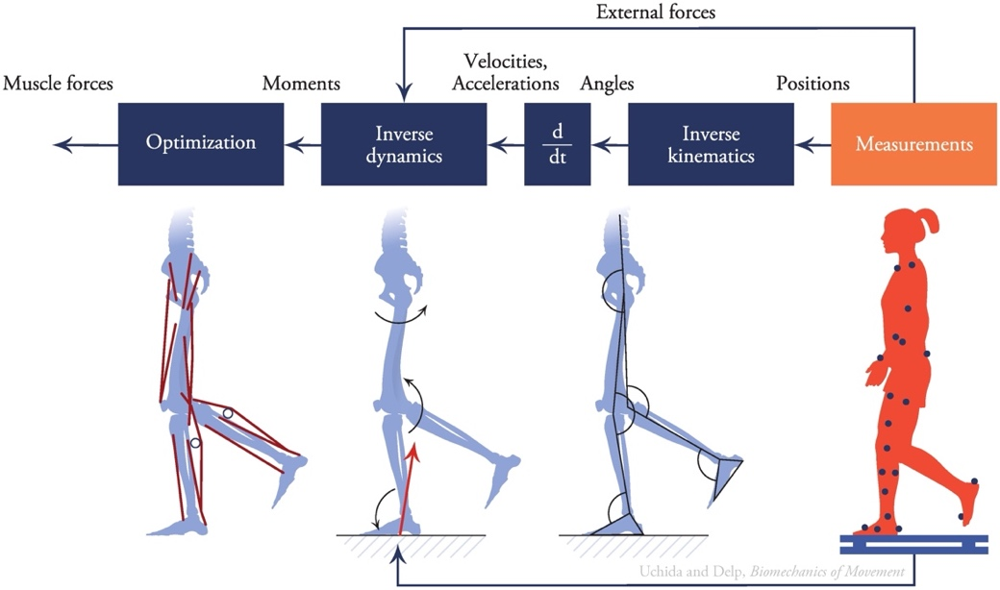 External forces
Velocities,
Muscle forces Moments Accelerations Angles Positions
Optimization
Inverse
dynamics
d
dt
Inverse
kinematics
Measurements
Uchida and Delp, Biomechanics of Movement